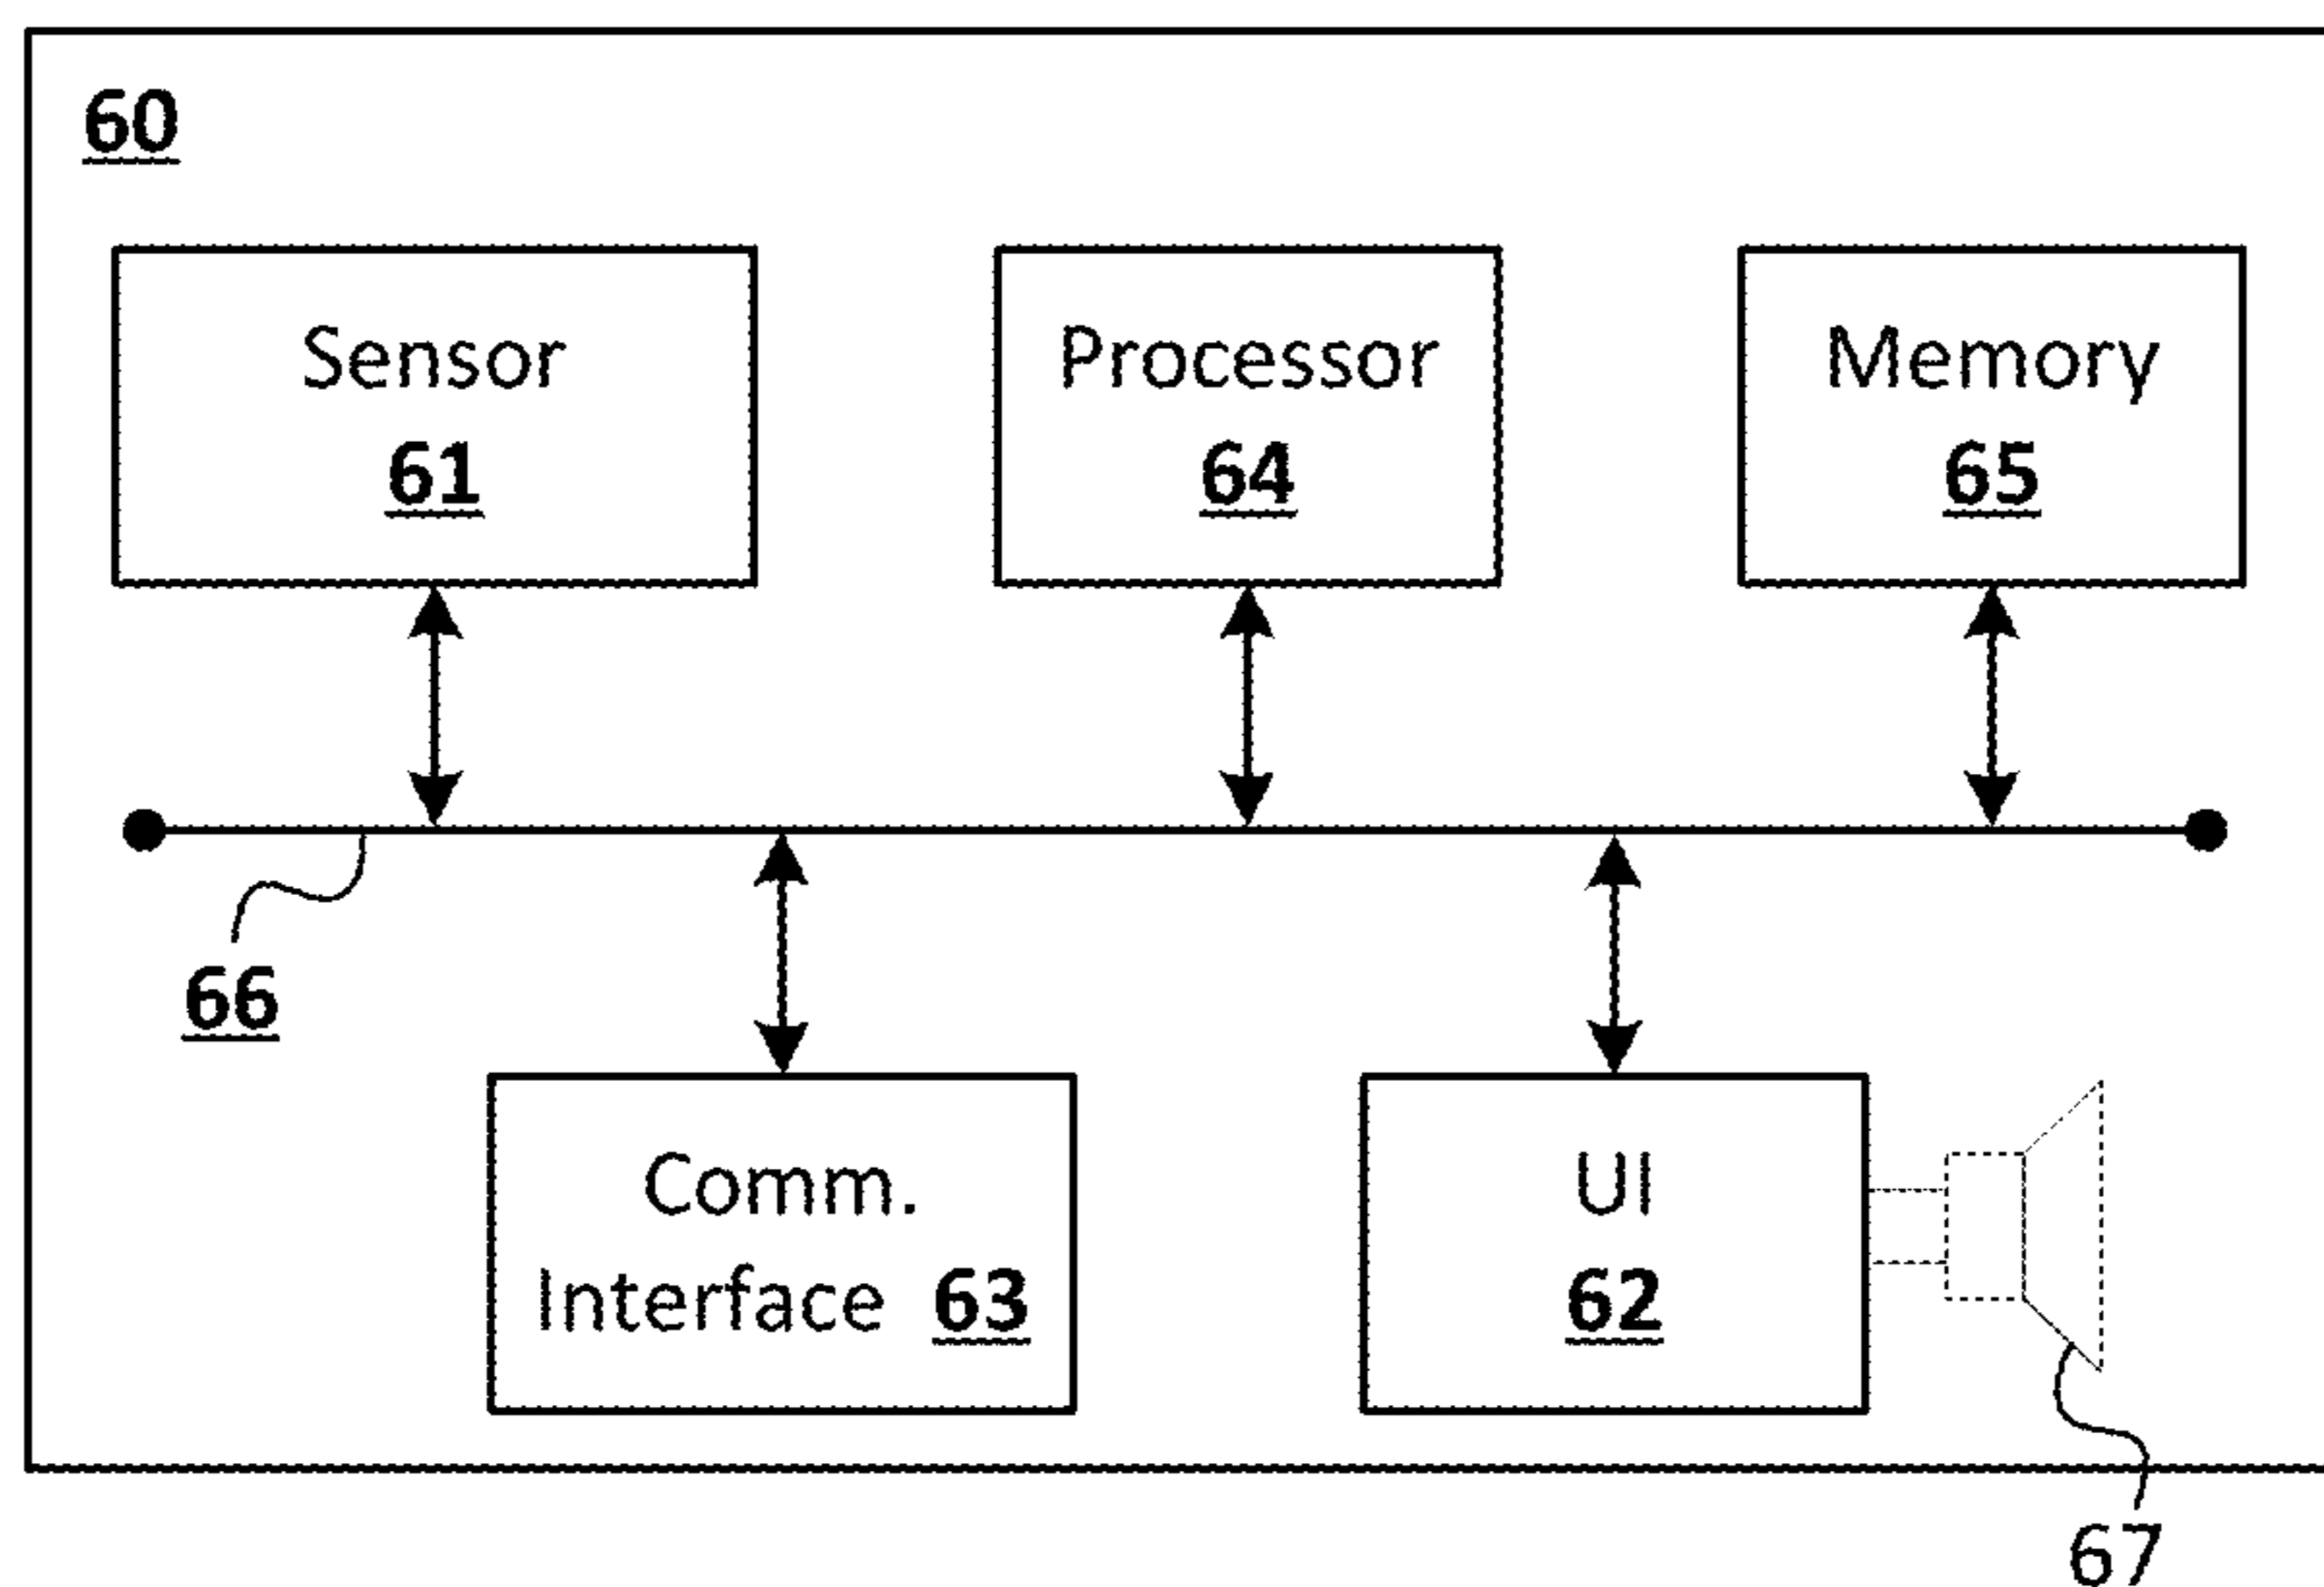 60
Sensor
61
Processor
64
Memory
65
66
Comm.
Interface 63
UI
62
67